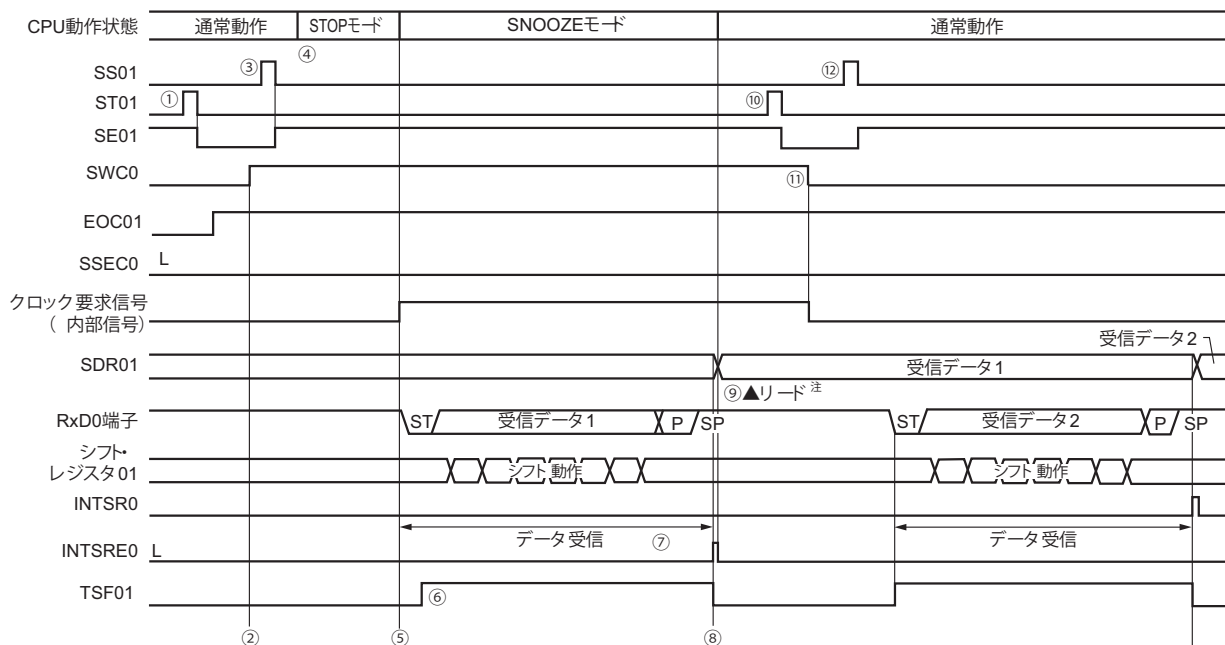 CPU動作状態 通常動作 STOPモード SNOOZEモード 通常動作
③ ④ ⑫
SS01
① ⑩
ST01
SE01
SWC0 ⑪
EOC01
SSEC0 L
クロック要求信号
( 内部信号)
受信データ2
SDR01 受信データ1
⑨▲リード 注
RxD0端子 ST 受信データ1 P SP ST 受信データ2 P SP
シフト・
レジスタ01 シフト 動作 シフト 動作
INTSR0
データ受信 ⑦ データ受信
INTSRE0 L
TSF01 ⑥
② ⑤ ⑧